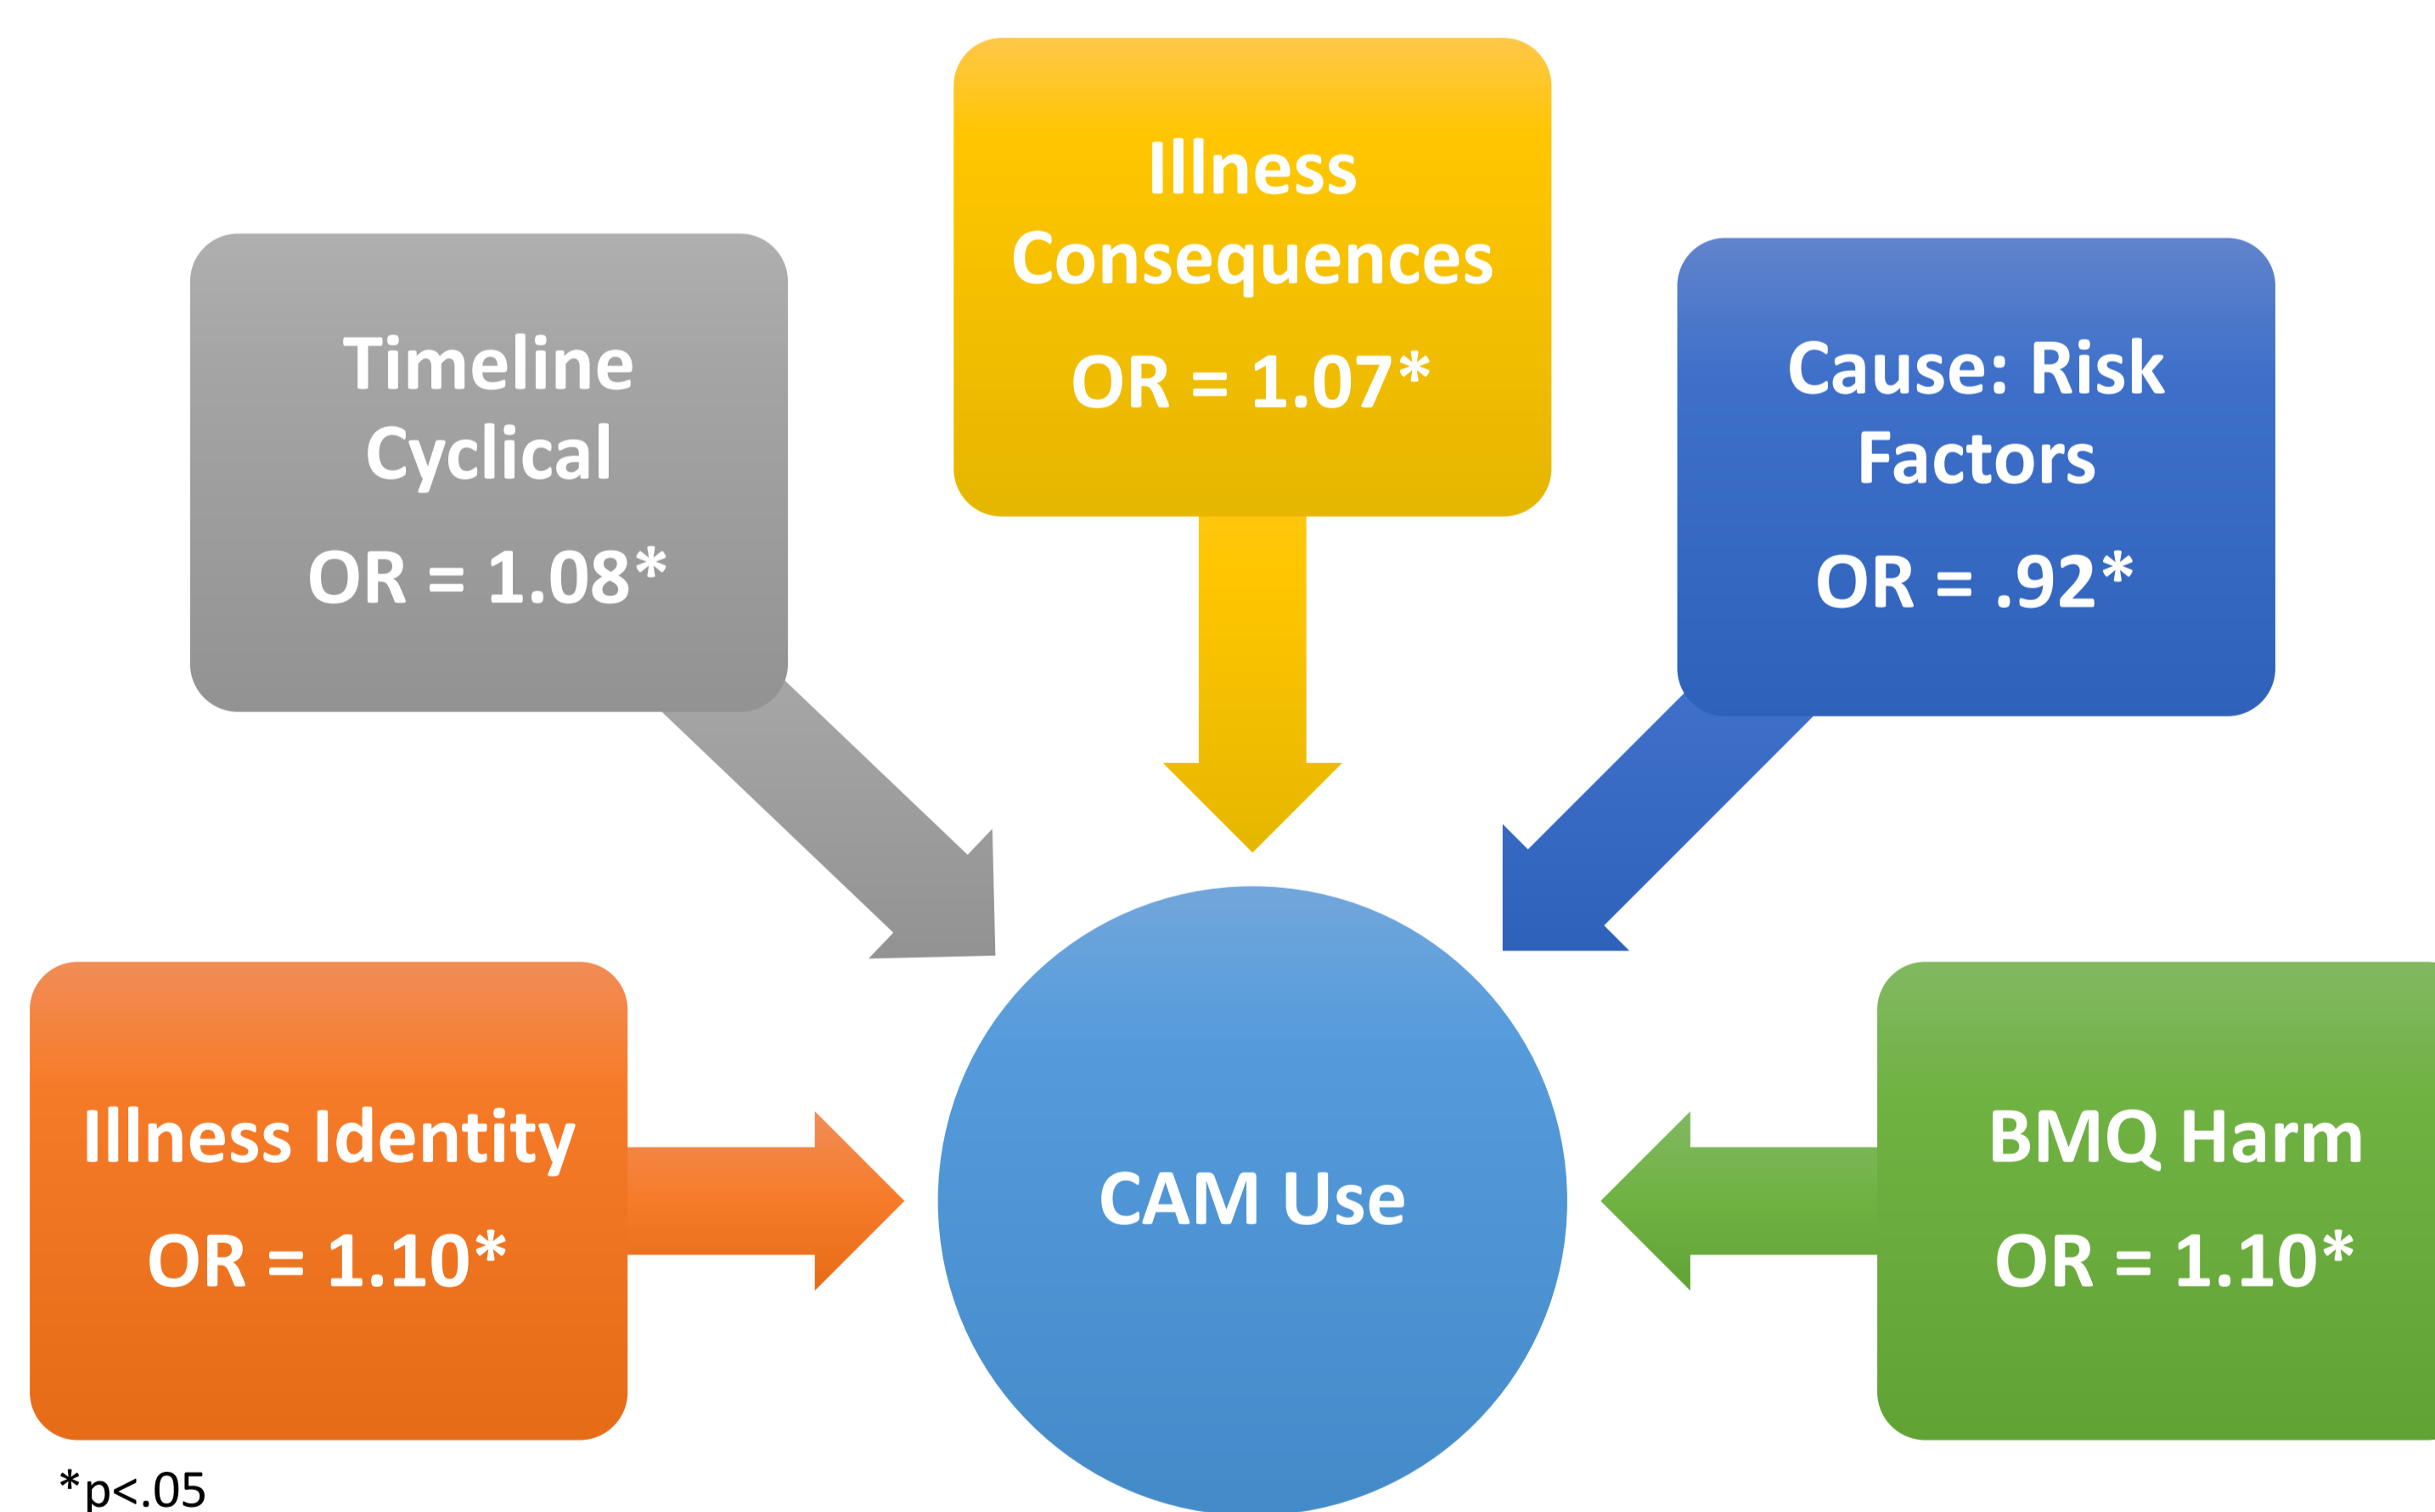 Illness
Consequences
OR = 1.07*
Timeline
Cyclical
OR = 1.08*
Cause: Risk
Factors
OR = .92*
Illness Identity
OR = 1.10*
CAM Use
BMQ Harm
OR = 1.10*
*p<.05